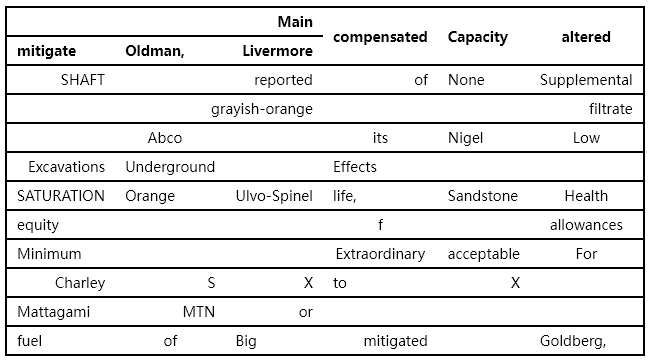 Main compensated Capacity altered
mitigate Oldman, Livermore
SHAFT reported of None Supplemental
grayish-orange filtrate
Abco its Nigel Low
Excavations Underground Effects
SATURATION Orange Ulvo-Spinel life, Sandstone Health
equity f allowances
Minimum Extraordinary acceptable For
Charley S X to X
Mattagami MTN or
fuel of Big mitigated Goldberg,